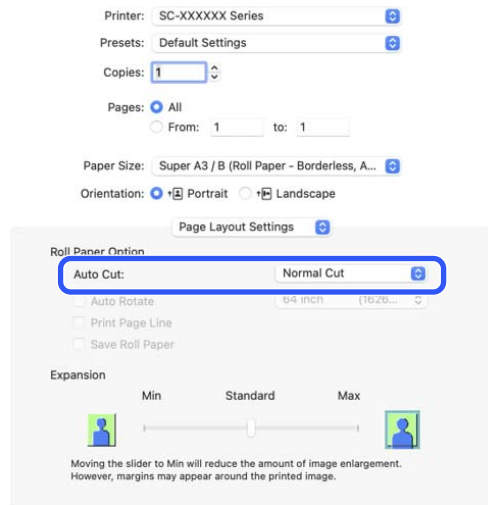 Printer: SC-XXXXXX Series
Presets: Default Settings
Copies: 1
Pages: All
From: 1 to: 1
Paper Size: Super A3 / B (Roll Paper - Borderless, A...
Orientation: Portrait Landscape
Page Layout Settings
Roll Paper Option
Auto Cut: Normal Cut
Auto Rotate 64 inch (1626...
Print Page Line
Save Roll Paper
Expansion
Min Standard Max
Moving the slider to Min will reduce the amount of image enlargement.
However, margins may appear around the printed image.